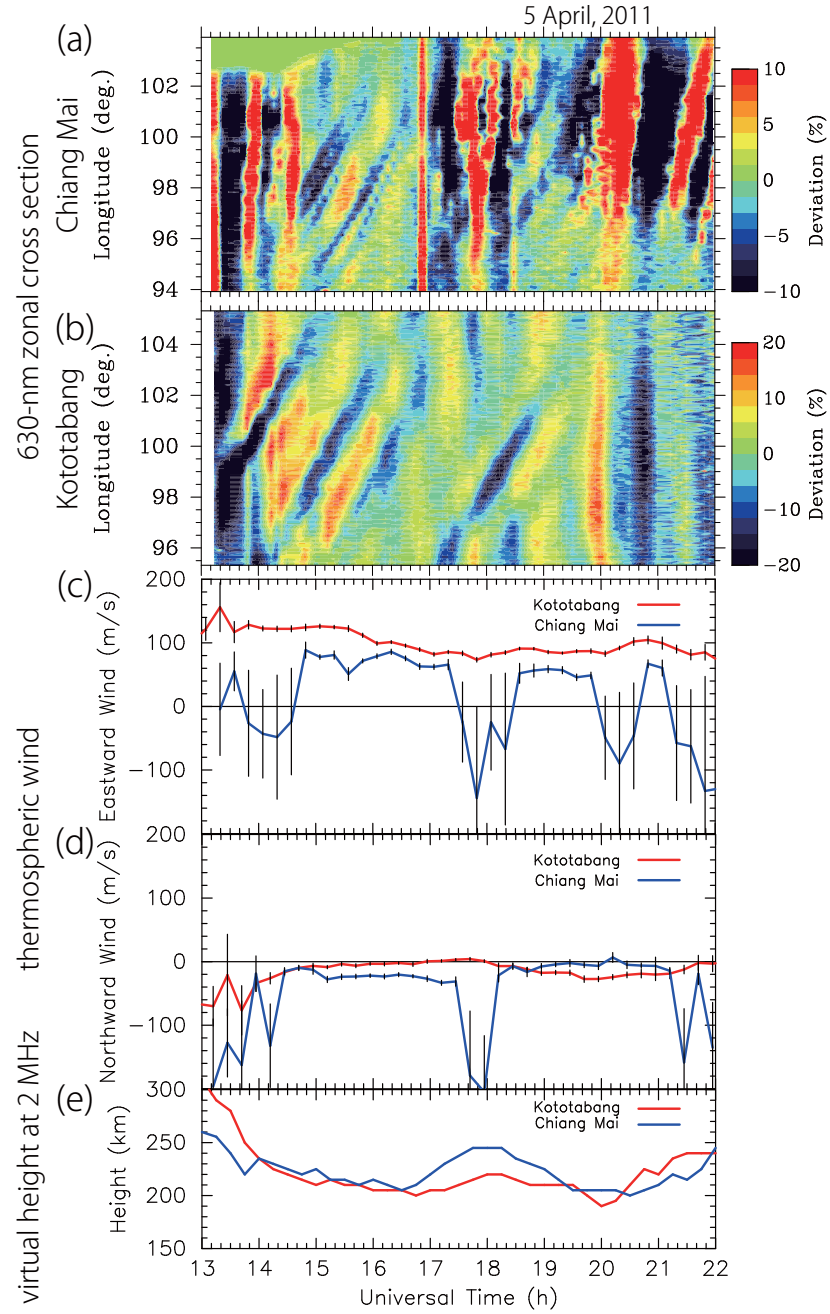 5 April, 2011
(a)
630-nm zonal cross section
Chiang Mai
Longitude (deg.)
102
100
98
96
94
10
5
0
−5
−10
Deviation (%)
(b)
Kototabang
Longitude (deg.)
104
102
100
98
96
20
10
0
−10
−20
Deviation (%)
(c)
thermospheric wind
Eastward Wind (m/s)
200
100
0
−100
Kototabang
Chiang Mai
(d)
Northward Wind (m/s)
200
100
0
−100
Kototabang
Chiang Mai
(e)
virtual height at 2 MHz
Height (km)
300
250
200
150
Kototabang
Chiang Mai
13 14 15 16 17 18 19 20 21 22
Universal Time (h)